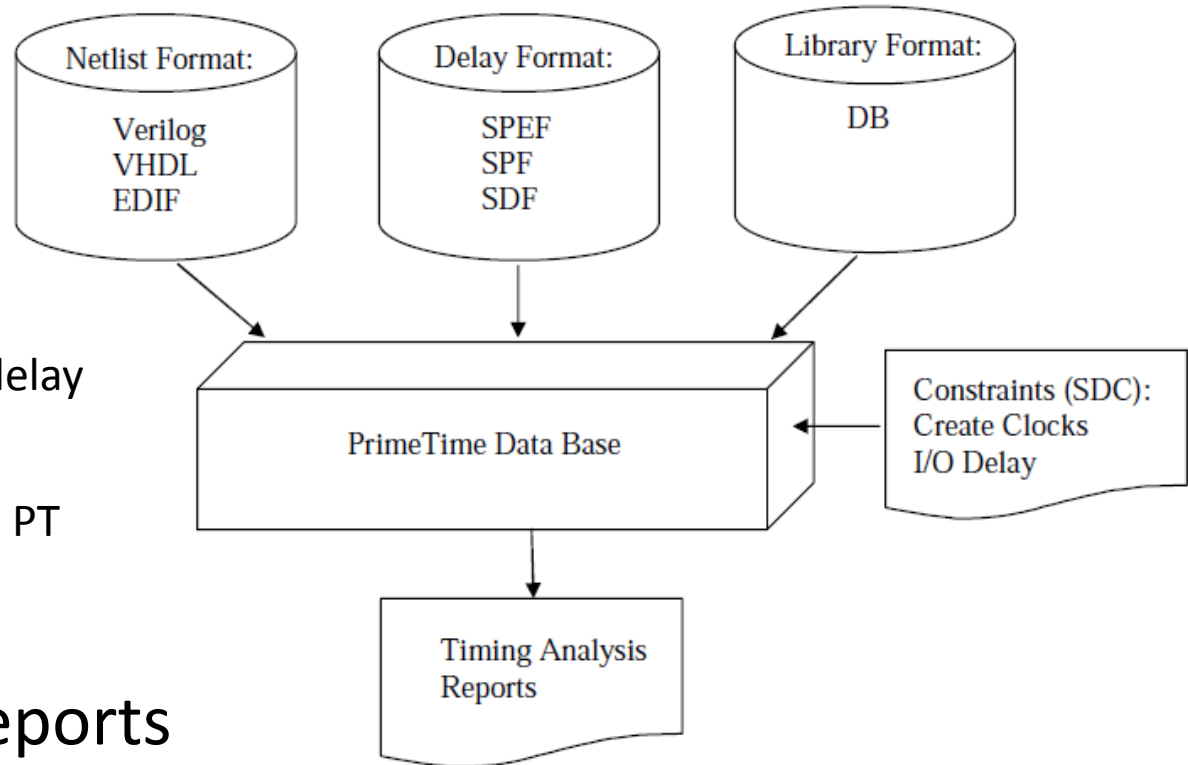 Netlist Format:
Verilog
VHDL
EDIF
Delay Format:
SPEF
SPF
SDF
Library Format:
DB
delay
PT
eports
PrimeTime Data Base
Constraints (SDC):
Create Clocks
I/O Delay
Timing Analysis
Reports